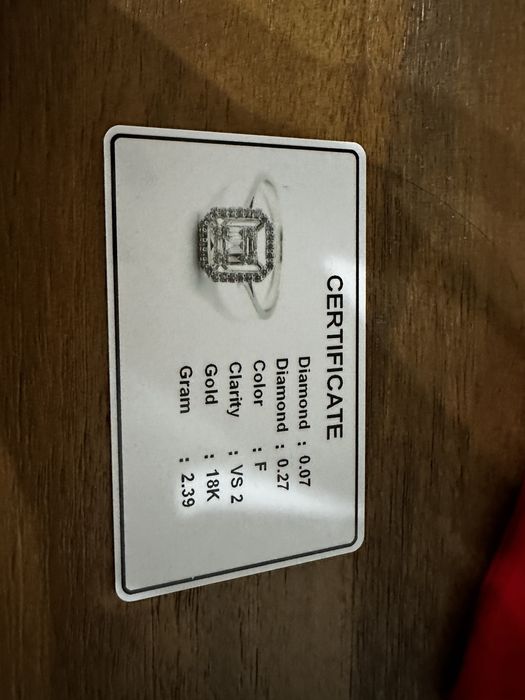 CERTIFICATE
Diamond : 0.07
Diamond : 0.27
Color : F
Clarity : VS 2
Gold : 18K
Gram : 2.39